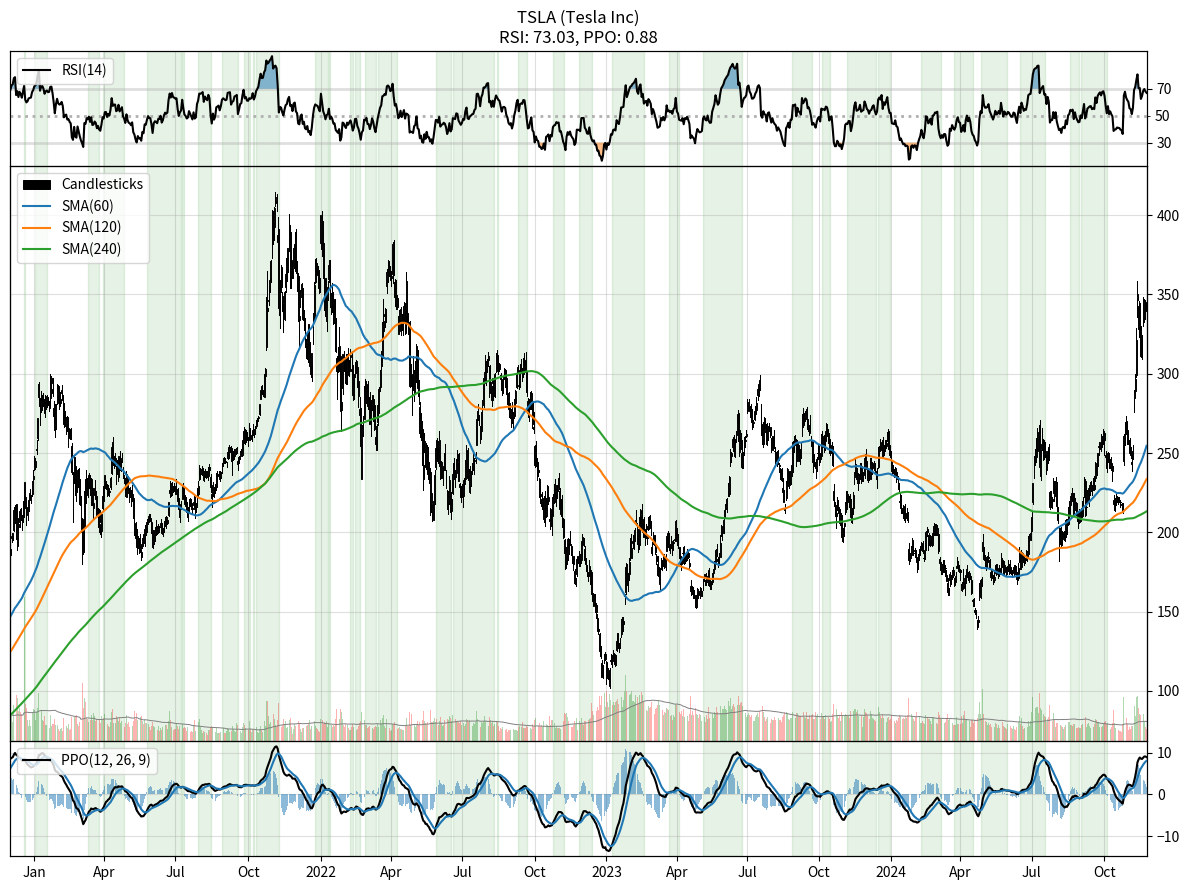 TSLA (Tesla Inc)
RSI: 73.03, PPO: 0.88
RSI(14)
70
50
30
Candlesticks
SMA(60)
SMA(120)
SMA(240)
400
350
300
250
200
150
100
PPO(12, 26, 9)
10
0
−10
Jan Apr Jul Oct 2022 Apr Jul Oct 2023 Apr Jul Oct 2024 Apr Jul Oct